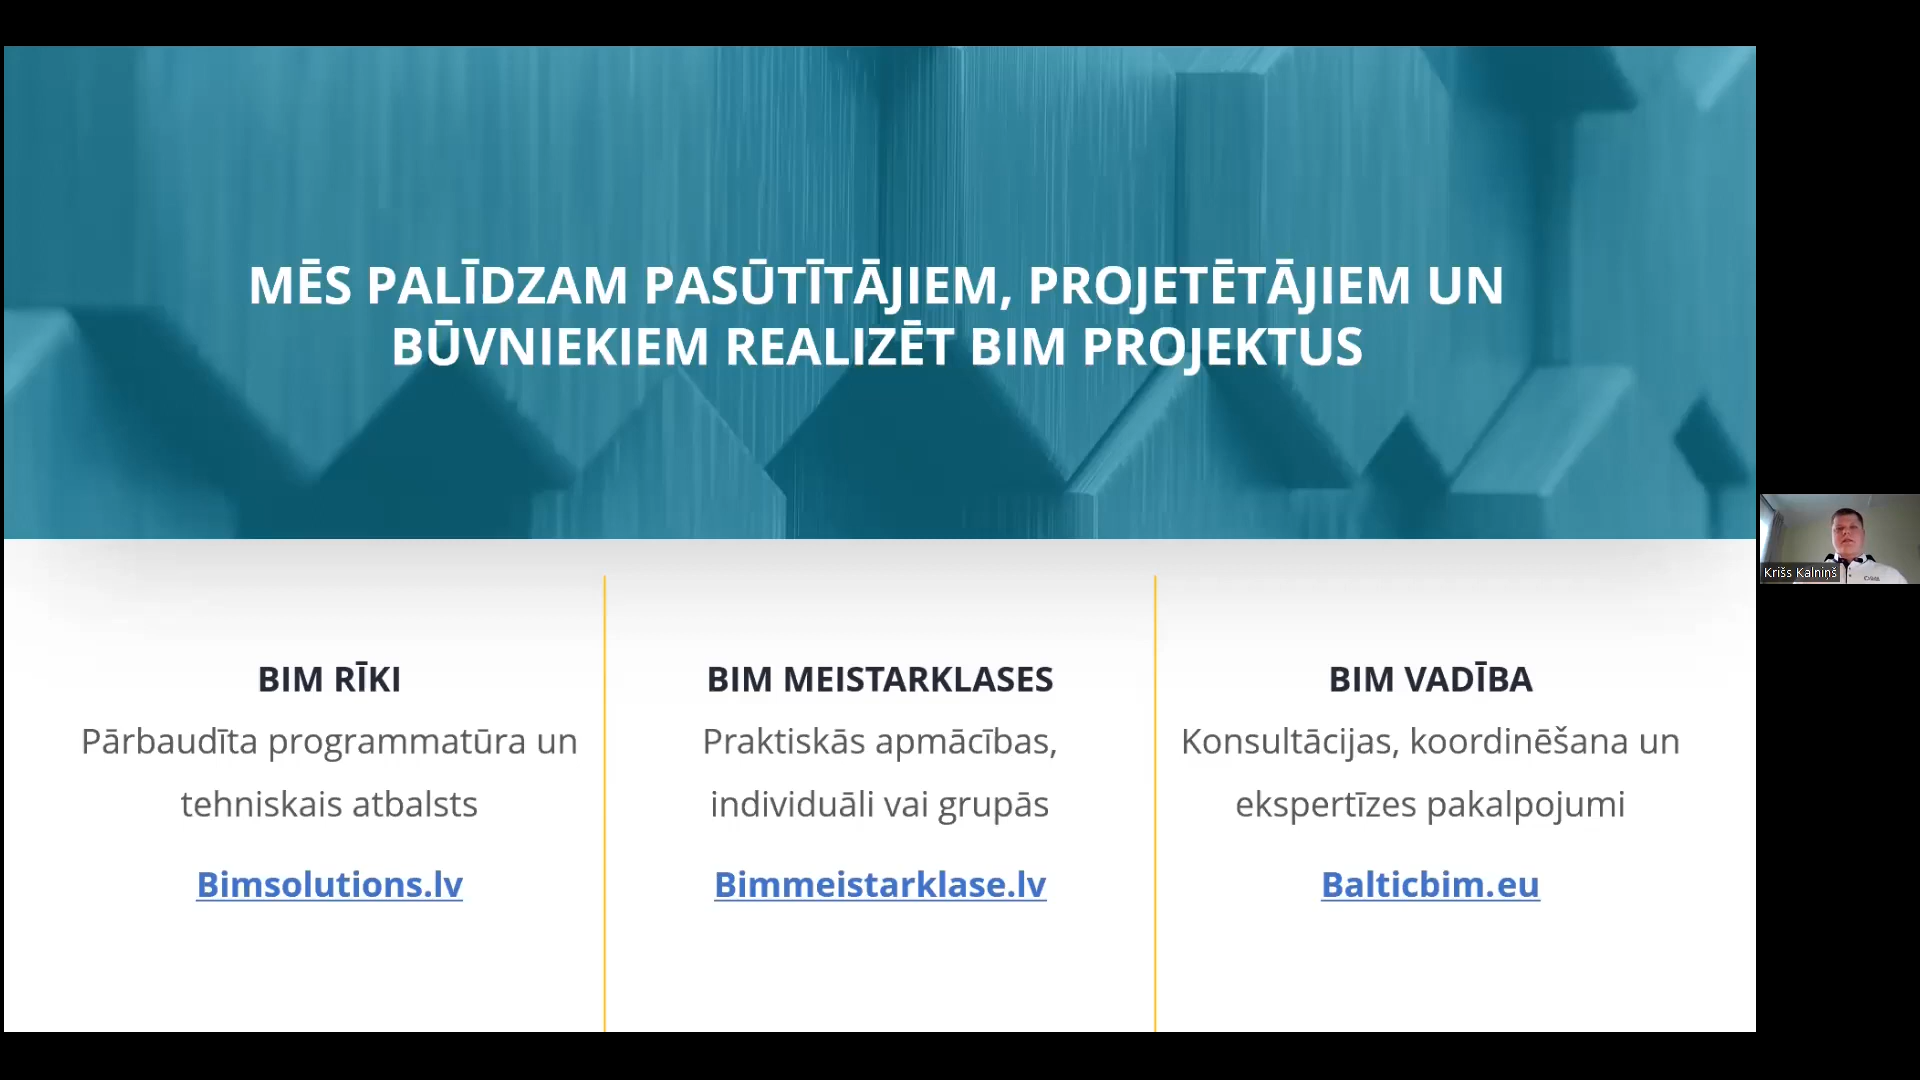 MĒS PALĪDZAM PASŪTĪTĀJIEM, PROJETĒTĀJIEM UN
BŪVNIEKIEM REALIZĒT BIM PROJEKTUS
BIM RĪKI
Pārbaudīta programmatūra un
tehniskais atbalsts
Bimsolutions.lv
BIM MEISTARKLASES
Praktiskās apmācības,
individuāli vai grupās
Bimmeistarklase.lv
BIM VADĪBA
Konsultācijas, koordinēšana un
ekspertīzes pakalpojumi
Balticbim.eu
Krišs Kalniņš